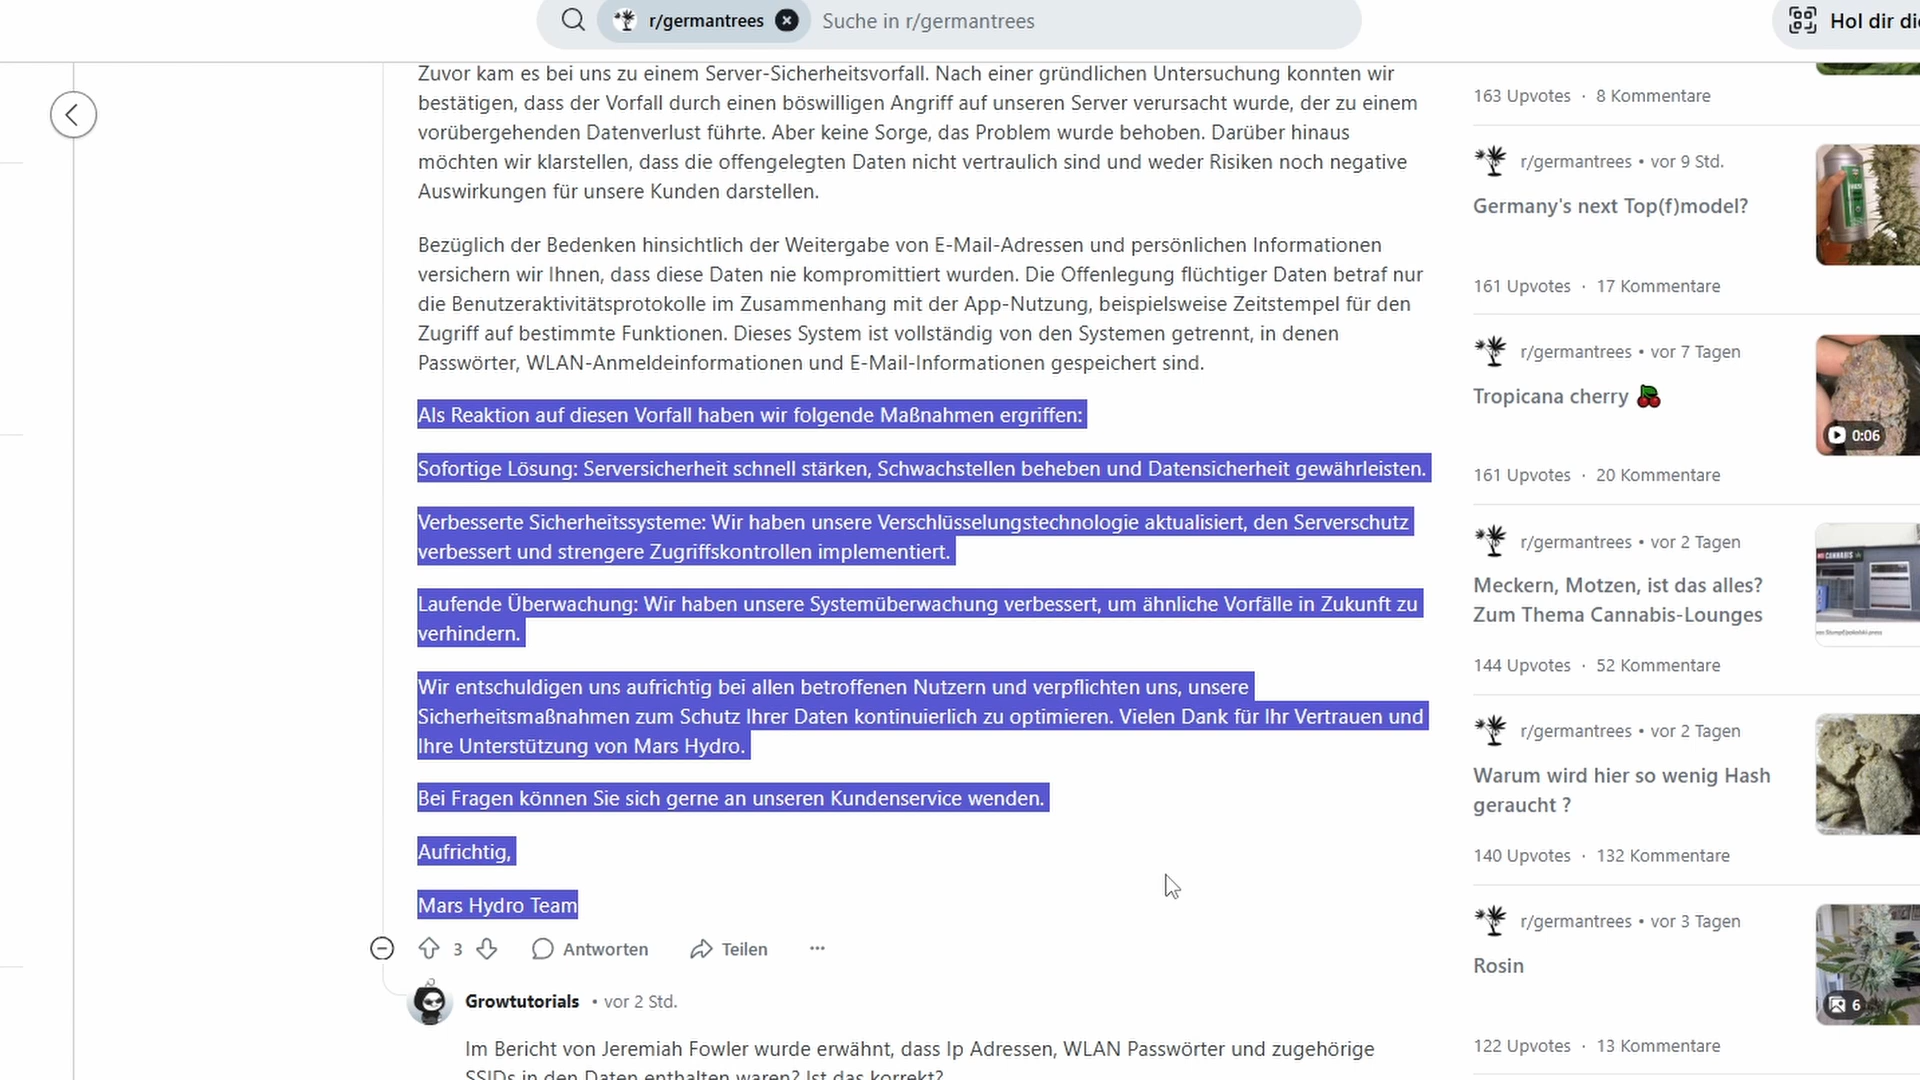 r/germantrees
Suche in r/germantrees
Hol dir die
Zuvor kam es bei uns zu einem Server-Sicherheitsvorfall. Nach einer gründlichen Untersuchung konnten wir
bestätigen, dass der Vorfall durch einen böswilligen Angriff auf unseren Server verursacht wurde, der zu einem
vorübergehenden Datenverlust führte. Aber keine Sorge, das Problem wurde behoben. Darüber hinaus
möchten wir klarstellen, dass die offengelegten Daten nicht vertraulich sind und weder Risiken noch negative
Auswirkungen für unsere Kunden darstellen.
Bezüglich der Bedenken hinsichtlich der Weitergabe von E-Mail-Adressen und persönlichen Informationen
versichern wir Ihnen, dass diese Daten nie kompromittiert wurden. Die Offenlegung flüchtiger Daten betraf nur
die Benutzeraktivitätsprotokolle im Zusammenhang mit der App-Nutzung, beispielsweise Zeitstempel für den
Zugriff auf bestimmte Funktionen. Dieses System ist vollständig von den Systemen getrennt, in denen
Passwörter, WLAN-Anmeldeinformationen und E-Mail-Informationen gespeichert sind.
Als Reaktion auf diesen Vorfall haben wir folgende Maßnahmen ergriffen:
Sofortige Lösung: Serversicherheit schnell stärken, Schwachstellen beheben und Datensicherheit gewährleisten.
Verbesserte Sicherheitssysteme: Wir haben unsere Verschlüsselungstechnologie aktualisiert, den Serverschutz
verbessert und strengere Zugriffskontrollen implementiert.
Laufende Überwachung: Wir haben unsere Systemüberwachung verbessert, um ähnliche Vorfälle in Zukunft zu
verhindern.
Wir entschuldigen uns aufrichtig bei allen betroffenen Nutzern und verpflichten uns, unsere
Sicherheitsmaßnahmen zum Schutz Ihrer Daten kontinuierlich zu optimieren. Vielen Dank für Ihr Vertrauen und
Ihre Unterstützung von Mars Hydro.
Bei Fragen können Sie sich gerne an unseren Kundenservice wenden.
Aufrichtig,
Mars Hydro Team
3 Antworten Teilen
Growtutorials • vor 2 Std.
Im Bericht von Jeremiah Fowler wurde erwähnt, dass Ip Adressen, WLAN Passwörter und zugehörige
SSIDs in den Daten enthalten waren? Ist das korrekt?
163 Upvotes · 8 Kommentare
r/germantrees • vor 9 Std.
Germany's next Top(f)model?
161 Upvotes · 17 Kommentare
r/germantrees • vor 7 Tagen
Tropicana cherry 🍒
0:06
161 Upvotes · 20 Kommentare
r/germantrees • vor 2 Tagen
Meckern, Motzen, ist das alles?
Zum Thema Cannabis-Lounges
CANNABIS
144 Upvotes · 52 Kommentare
r/germantrees • vor 2 Tagen
Warum wird hier so wenig Hash
geraucht ?
140 Upvotes · 132 Kommentare
r/germantrees • vor 3 Tagen
Rosin
6
122 Upvotes · 13 Kommentare